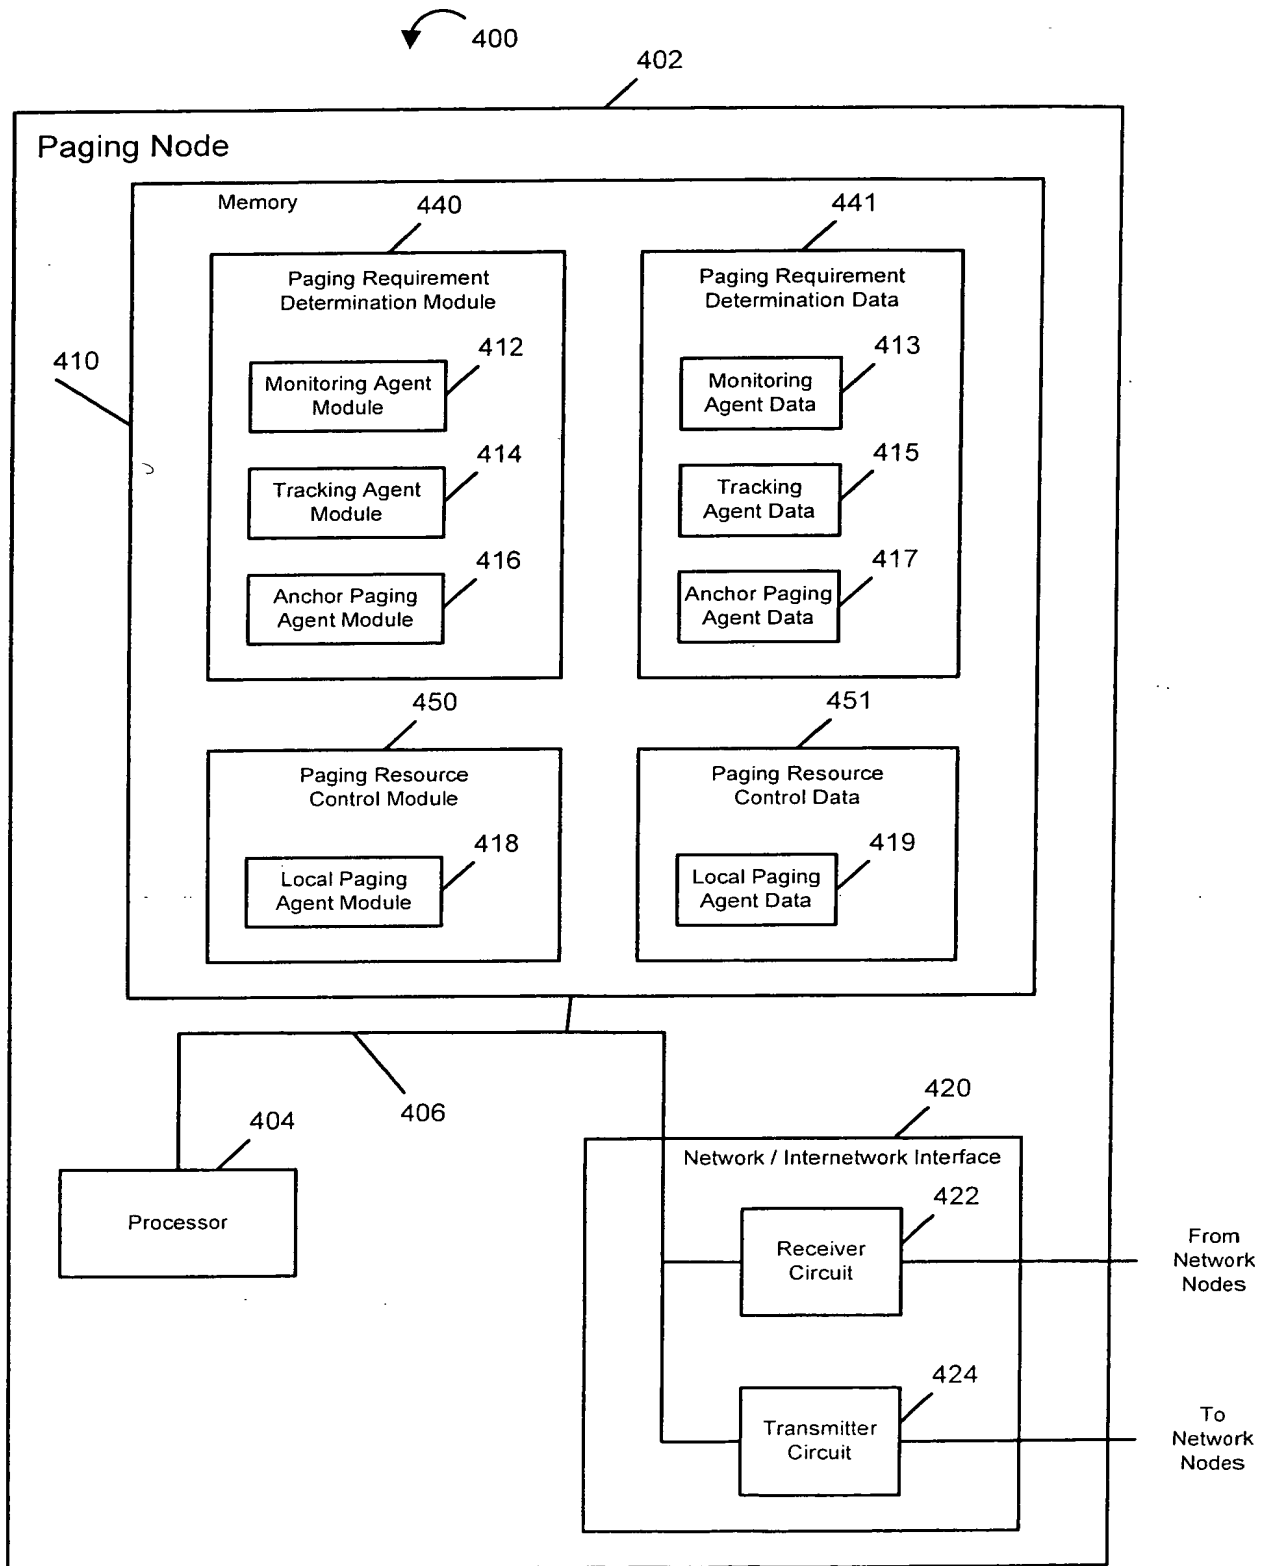 400
402
Paging Node
Memory
440
441
Paging Requirement
Determination Module
Paging Requirement
Determination Data
410
412
Monitoring Agent
Module
413
Monitoring
Agent Data
414
Tracking Agent
Module
415
Tracking
Agent Data
416
Anchor Paging
Agent Module
417
Anchor Paging
Agent Data
450
451
Paging Resource
Control Module
Paging Resource
Control Data
418
Local Paging
Agent Module
419
Local Paging
Agent Data
406
404
Processor
420
Network / Internetwork Interface
422
Receiver
Circuit
From
Network
Nodes
424
Transmitter
Circuit
To
Network
Nodes